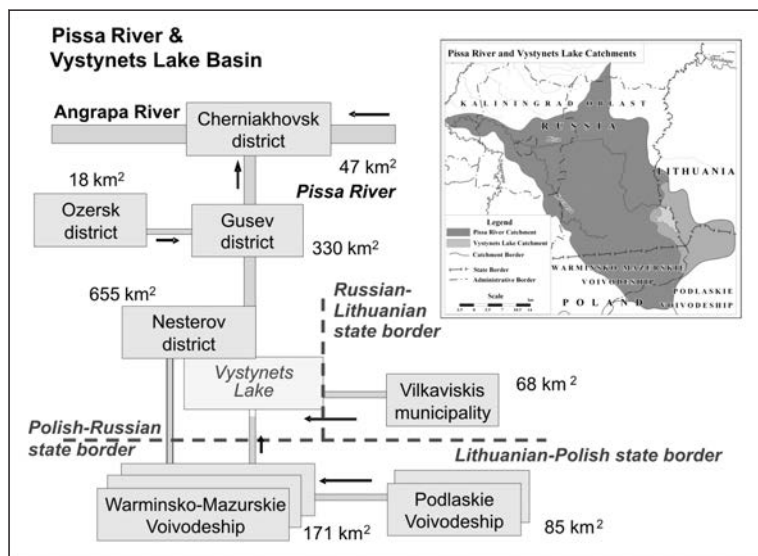 Pissa River &
Vystynets Lake Basin
Angrapa River
Cherniakhovsk
district
47 km2
18 km2
Pissa River
Ozersk
district
Gusev
district
330 km2
655 km2
Russian-
Lithuanian
state border
Nesterov
district
Vystynets
Lake
Vilkaviskis
municipality
68 km2
Polish-Russian
state border
Lithuanian-Polish state border
Warminsko-Mazurskie
Voivodeship
171 km2
Podlaskie
Voivodeship
85 km2
Pissa River and Vystynets Lake Catchments
KALININGRAD OBLAST
RUSSIA
LITHUANIA
Legend
Pissa River Catchment
Vystynets Lake Catchment
Catchment Border
State Border
Administrative Border
Scale
WARMINSKO-MAZERSKIE
VOIVODESHIP
PODLASKIE
VOIVODESHIP
POLAND